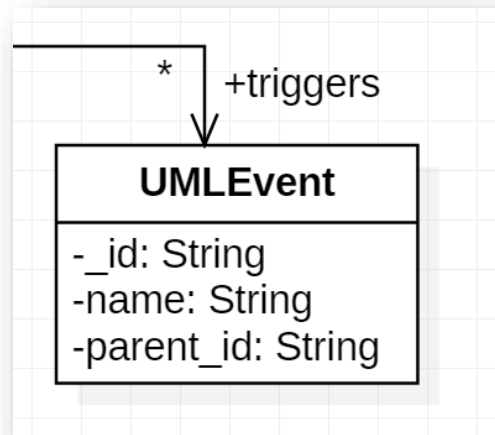 *
+triggers
UMLEvent
-_id: String
-name: String
-parent_id: String